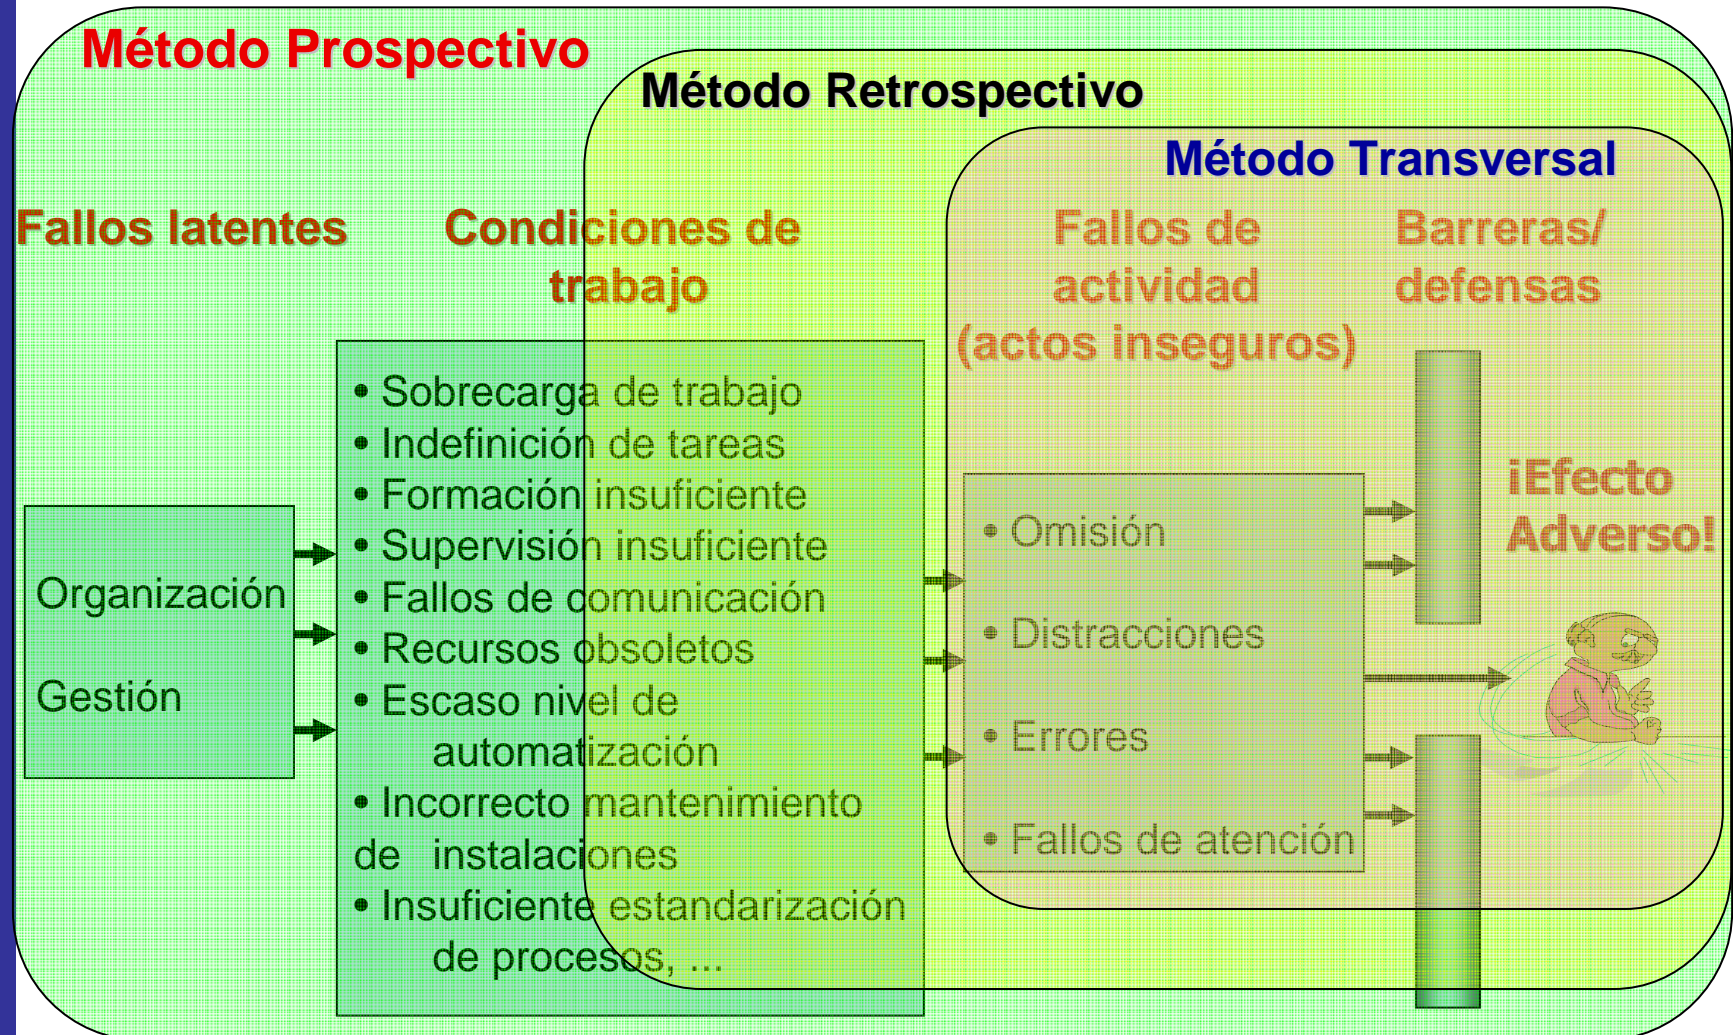 Método Prospectivo
Método Retrospectivo
Método Transversal
Fallos latentes
Condiciones de
trabajo
Fallos de
actividad
(actos inseguros)
Barreras/
defensas
Organización
Gestión
• Sobrecarga de trabajo
• Indefinición de tareas
• Formación insuficiente
• Supervisión insuficiente
• Fallos de comunicación
• Recursos obsoletos
• Escaso nivel de
automatización
• Incorrecto mantenimiento
de instalaciones
• Insuficiente estandarización
de procesos, ...
• Omisión
• Distracciones
• Errores
• Fallos de atención
¡Efecto
Adverso!